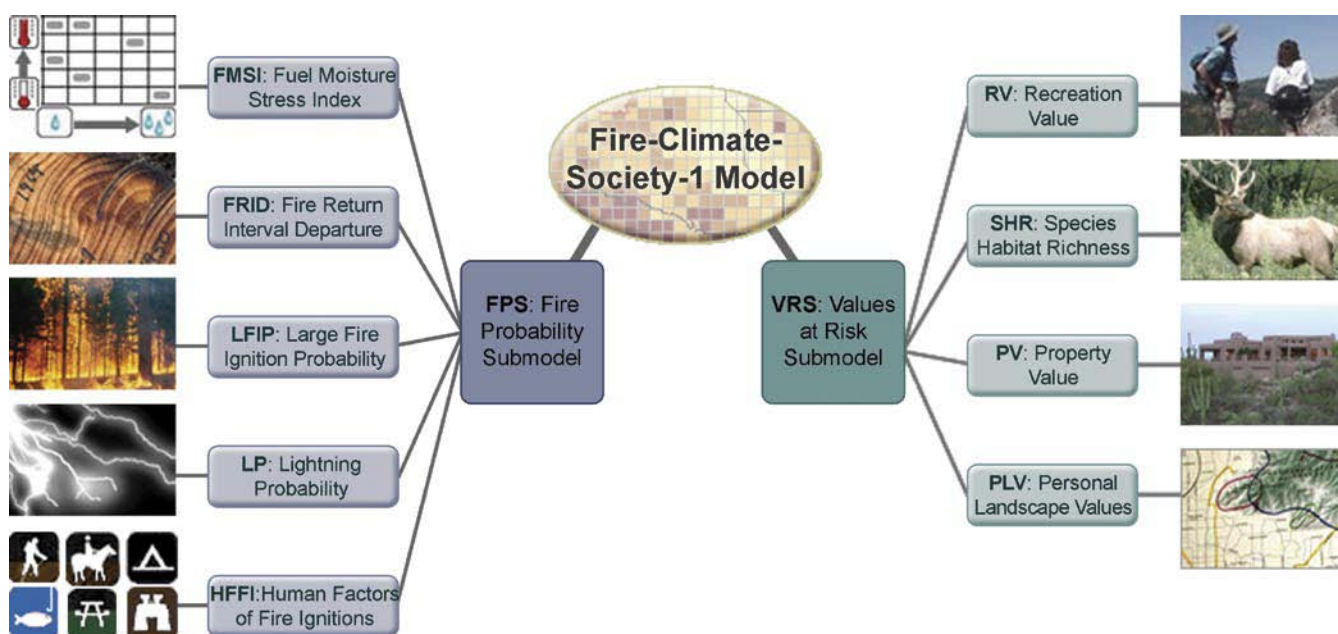 Fire-Climate-
Society-1 Model
FMSI: Fuel Moisture
Stress Index
FRID: Fire Return
Interval Departure
LFIP: Large Fire
Ignition Probability
LP: Lightning
Probability
HFFI:Human Factors
of Fire Ignitions
FPS: Fire
Probability
Submodel
VRS: Values
at Risk
Submodel
RV: Recreation
Value
SHR: Species
Habitat Richness
PV: Property
Value
PLV: Personal
Landscape Values